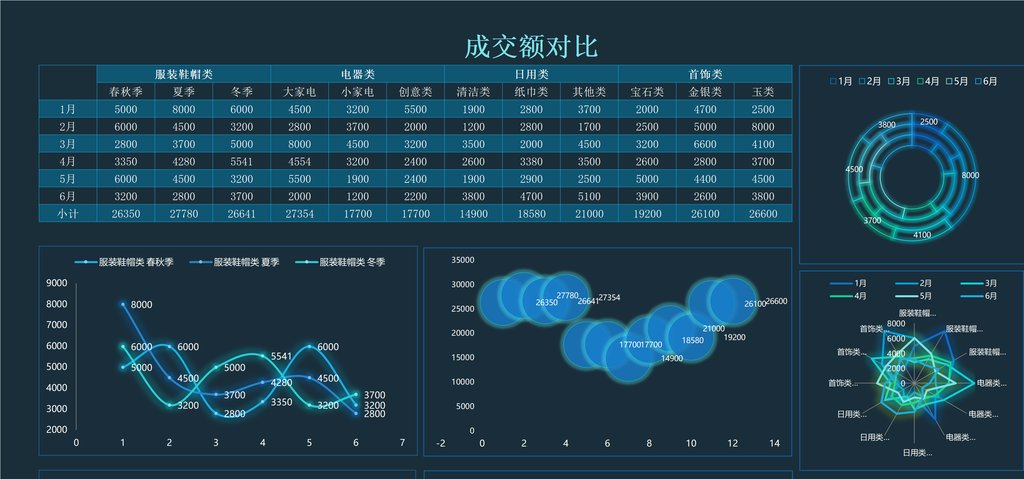 成交额对比
服装鞋帽类 电器类 日用类 首饰类
春秋季 夏季 冬季 大家电 小家电 创意类 清洁类 纸巾类 其他类 宝石类 金银类 玉类
1月 5000 8000 6000 4500 3200 5500 1900 2800 3700 2000 4700 2500
2月 6000 4500 3200 2800 3700 2000 1200 2800 1700 2500 5000 8000
3月 2800 3700 5000 8000 4500 3200 3500 2000 4500 3200 6600 4100
4月 3350 4280 5541 4554 3200 2400 2600 3380 3500 2600 2800 3700
5月 6000 4500 3200 5500 1900 2400 1900 2900 2500 5000 4400 4500
6月 3200 2800 3700 2000 1200 2200 3800 4700 5100 3900 2600 3800
小计 26350 27780 26641 27354 17700 17700 14900 18580 21000 19200 26100 26600
1月 2月 3月 4月 5月 6月
3800 2500
4500 8000
3700
4100
服装鞋帽类 春秋季 服装鞋帽类 夏季 服装鞋帽类 冬季
9000
8000 8000
7000
6000 6000 6000 6000
5541
5000 5000 5000
4500 4280 4500
4000
3700 3700
3350
3200 3200 3200
3000
2800 2800
2000
0 1 2 3 4 5 6 7
35000
30000
27780 27354
26350 26641 26100 26600
25000
21000
20000
19200
18580
17700 17700
15000
14900
10000
5000
0
-2 0 2 4 6 8 10 12 14
1月 2月 3月
4月 5月 6月
服装鞋帽...
首饰类... 8000 服装鞋帽...
6000
首饰类... 4000 服装鞋帽...
2000
首饰类... 0 电器类...
日用类... 电器类...
日用类... 电器类...
日用类...